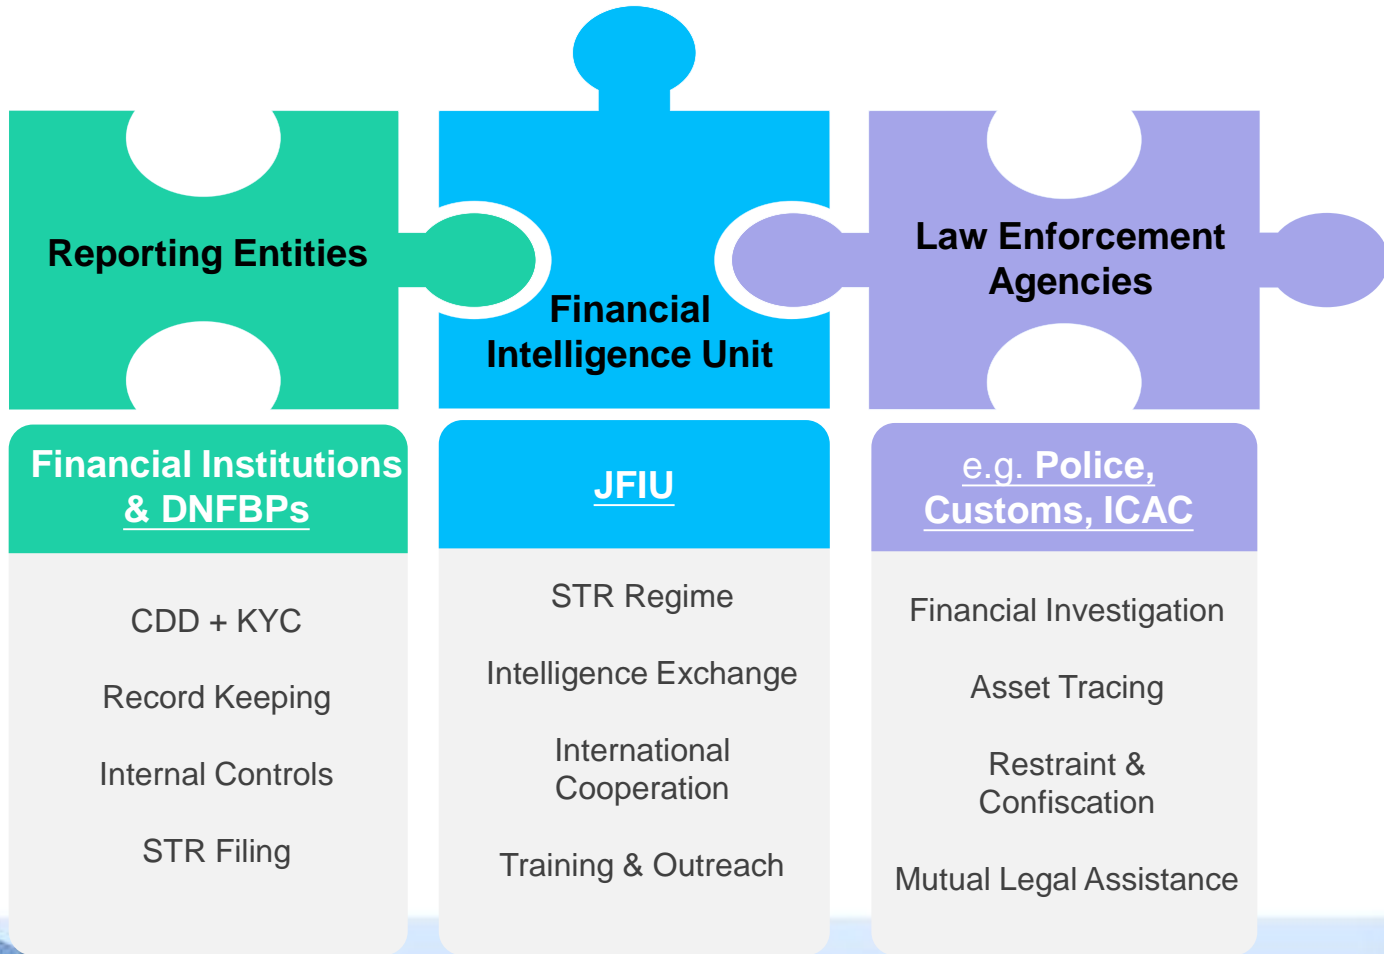 Reporting Entities
Financial
Intelligence Unit
Law Enforcement
Agencies
Financial Institutions
& DNFBPs
CDD + KYC
Record Keeping
Internal Controls
STR Filing
JFIU
STR Regime
Intelligence Exchange
International
Cooperation
Training & Outreach
e.g. Police,
Customs, ICAC
Financial Investigation
Asset Tracing
Restraint &
Confiscation
Mutual Legal Assistance